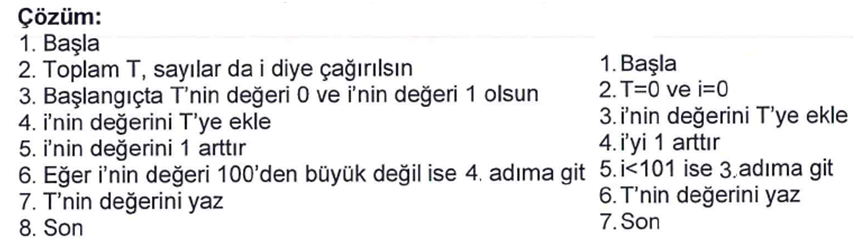 Çözüm:
1. Başla
2. Toplam T, sayılar da i diye çağırılsın
3. Başlangıçta T'nin değeri 0 ve i'nin değeri 1 olsun
4. i'nin değerini T'ye ekle
5. i'nin değerini 1 arttır
6. Eğer i'nin değeri 100'den büyük değil ise 4. adıma git
7. T'nin değerini yaz
8. Son
1. Başla
2. T=0 ve i=0
3. i'nin değerini T'ye ekle
4. i'yi 1 arttır
5. i<101 ise 3.adıma git
6. T'nin değerini yaz
7. Son